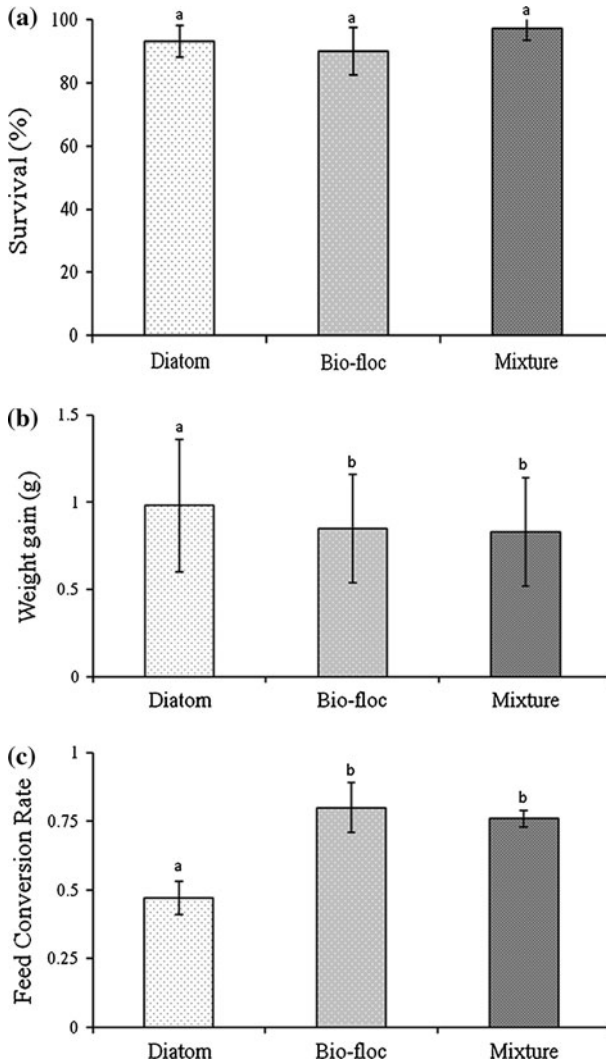 (a)
Survival (%)
100
80
60
40
20
0
a
a
a
Diatom
Bio-floc
Mixture
(b)
Weight gain (g)
1.5
1
0.5
0
a
b
b
Diatom
Bio-floc
Mixture
(c)
Feed Conversion Rate
1
0.75
0.5
0.25
0
a
b
b
Diatom
Bio-floc
Mixture